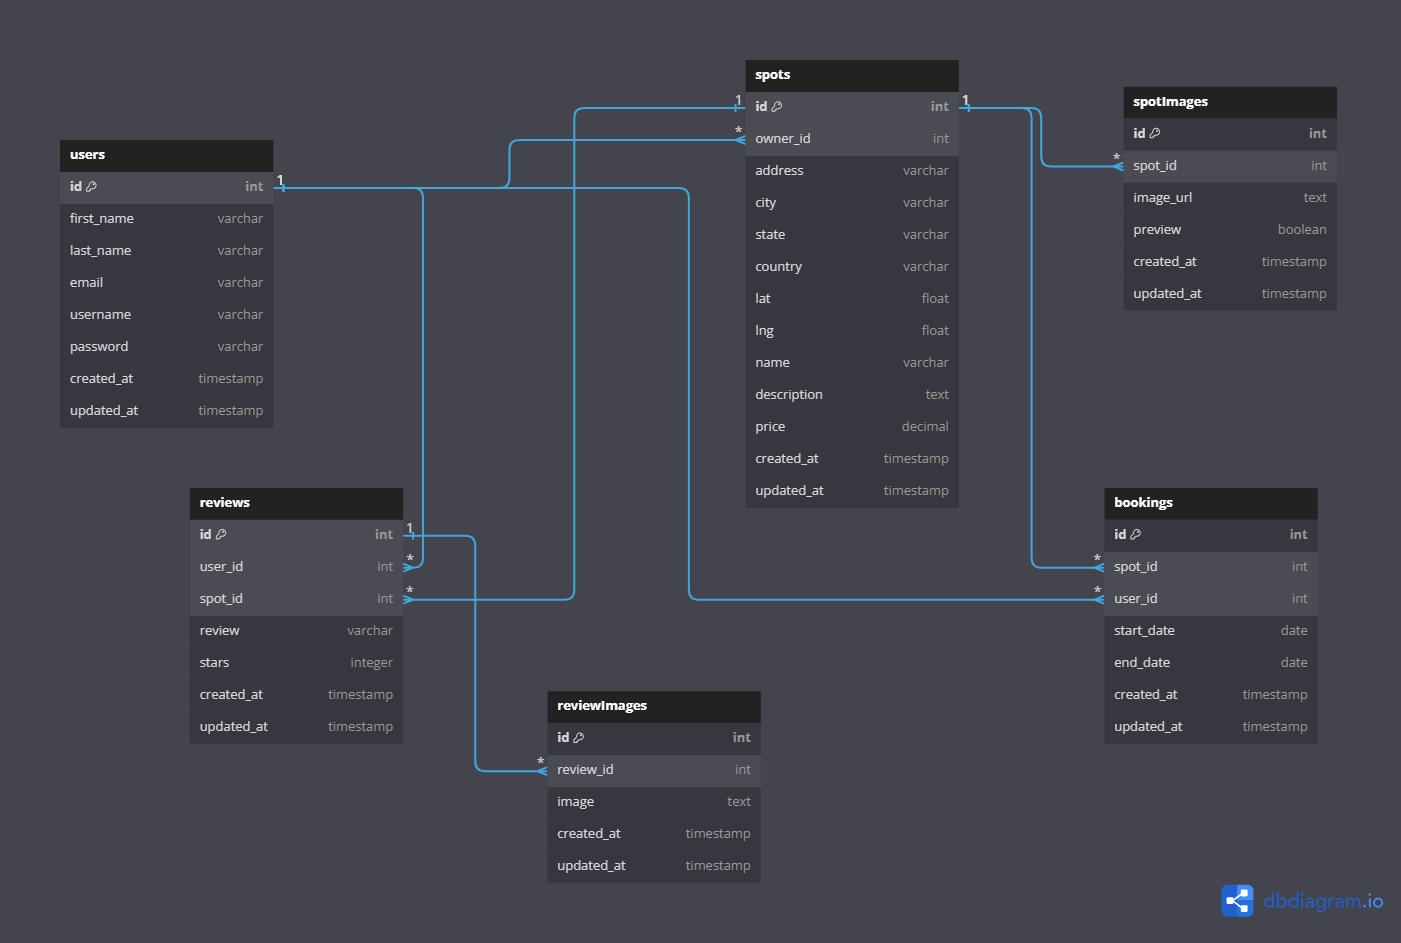 users
id int
first_name varchar
last_name varchar
email varchar
username varchar
password varchar
created_at timestamp
updated_at timestamp
1
spots
1 id int 1
* owner_id int
address varchar
city varchar
state varchar
country varchar
lat float
lng float
name varchar
description text
price decimal
created_at timestamp
updated_at timestamp
spotImages
id int
* spot_id int
image_url text
preview boolean
created_at timestamp
updated_at timestamp
reviews
id int 1
user_id int *
spot_id int *
review varchar
stars integer
created_at timestamp
updated_at timestamp
reviewImages
id int
* review_id int
image text
created_at timestamp
updated_at timestamp
bookings
id int
* spot_id int
* user_id int
start_date date
end_date date
created_at timestamp
updated_at timestamp
dbdiagram.io